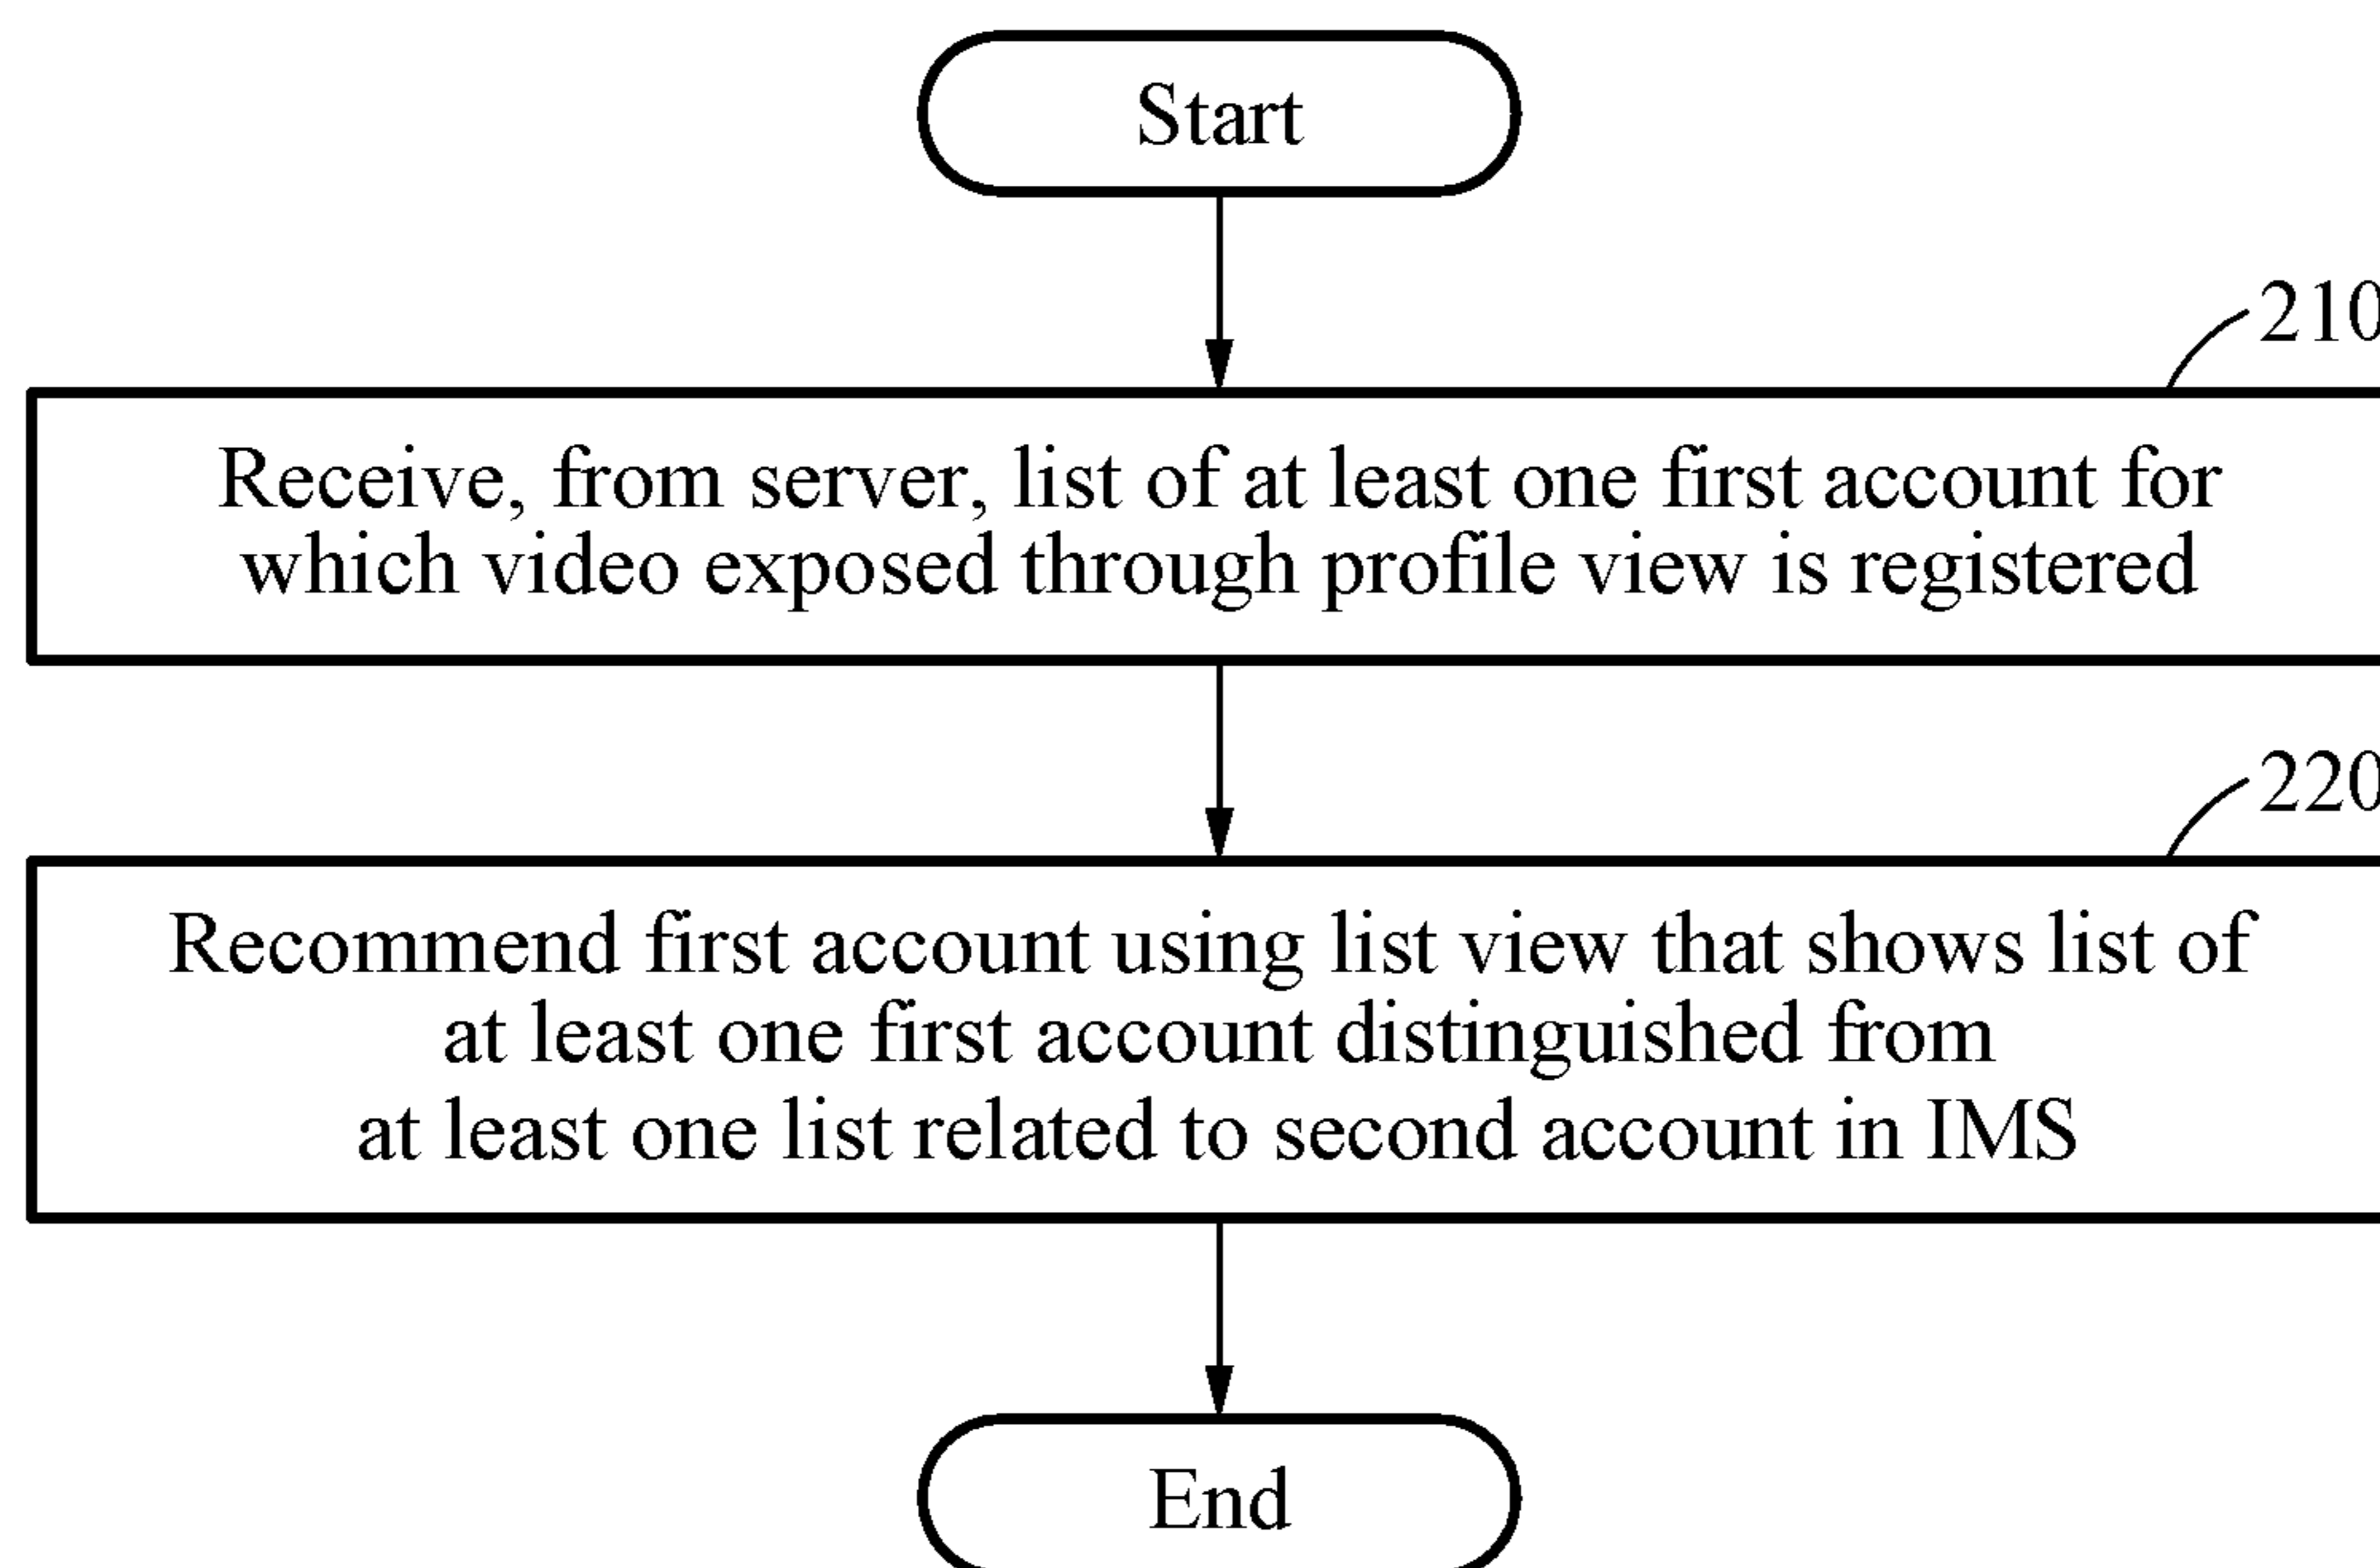 Start
210
Receive, from server, list of at least one first account for
which video exposed through profile view is registered
220
Recommend first account using list view that shows list of
at least one first account distinguished from
at least one list related to second account in IMS
End